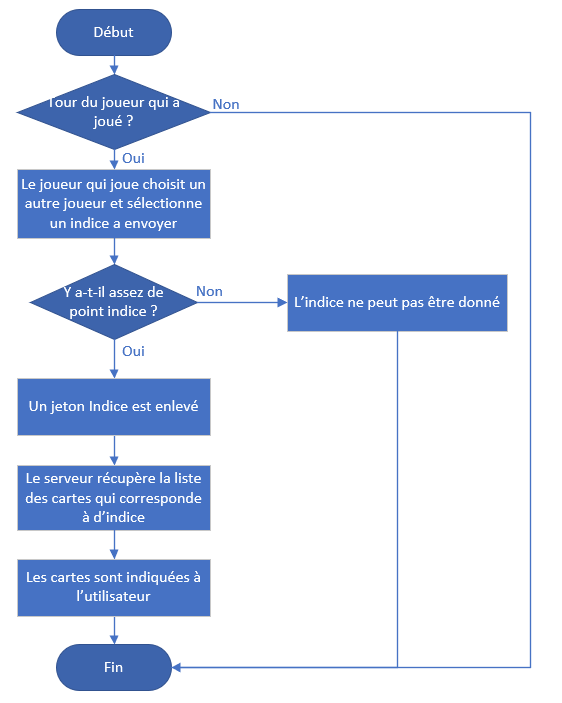 Début
Tour du joueur qui a
joué ?
Non
Oui
Le joueur qui joue choisit un
autre joueur et sélectionne
un indice a envoyer
Y a-t-il assez de
point indice ?
Non
L’indice ne peut pas être donné
Oui
Un jeton Indice est enlevé
Le serveur récupère la liste
des cartes qui corresponde
à d’indice
Les cartes sont indiquées à
l’utilisateur
Fin